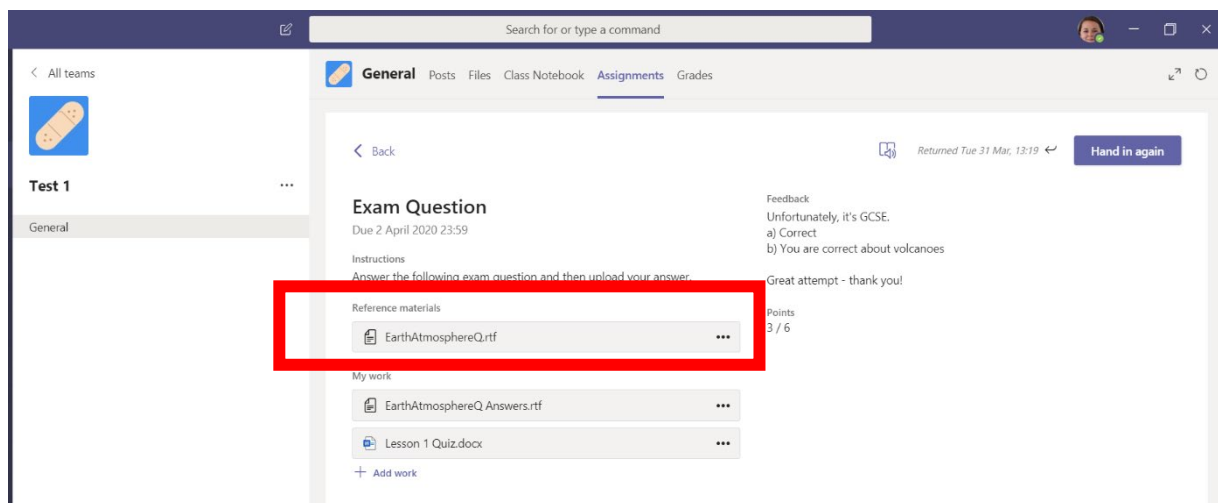 Search for or type a command
All teams
General Posts Files Class Notebook Assignments Grades
Back
Returned Tue 31 Mar, 13:19
Hand in again
Test 1
General
Exam Question
Due 2 April 2020 23:59
Instructions
Answer the following exam question and then upload your answer.
Reference materials
EarthAtmosphereQ.rtf
My work
EarthAtmosphereQ Answers.rtf
Lesson 1 Quiz.docx
+ Add work
Feedback
Unfortunately, it's GCSE.
a) Correct
b) You are correct about volcanoes
Great attempt - thank you!
Points
3 / 6